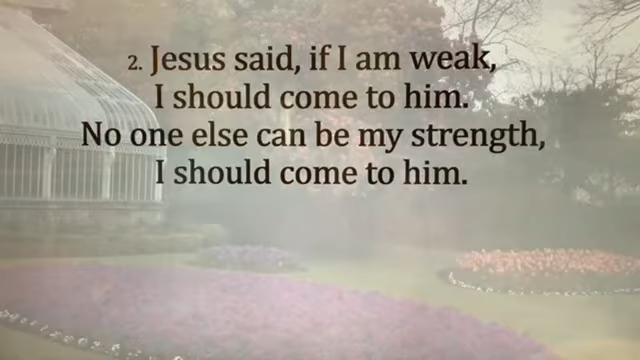 2. Jesus said, if I am weak,
I should come to him.
No one else can be my strength,
I should come to him.